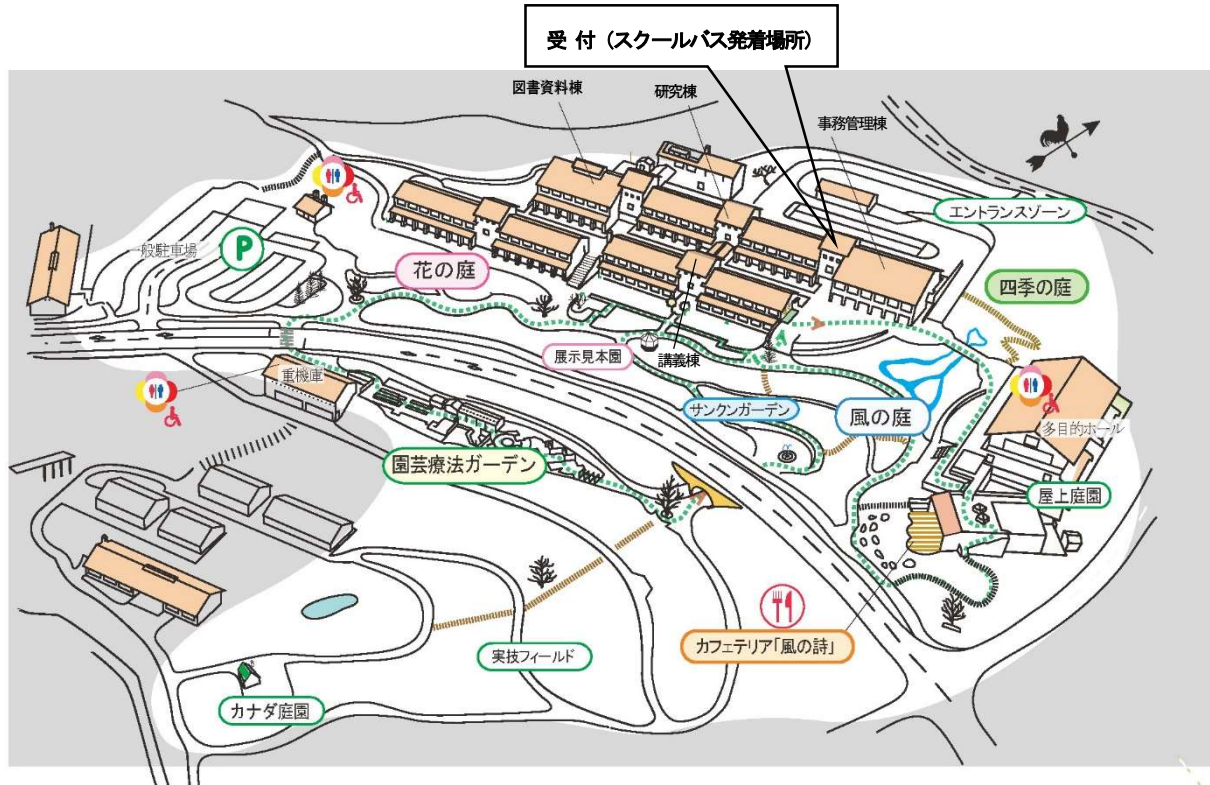 受 付（スクールバス発着場所）
図書資料棟
研究棟
事務管理棟
エントランスゾーン
一般駐車場
P
花の庭
四季の庭
展示見本園
講義棟
重機庫
サンクンガーデン
風の庭
多目的ホール
園芸療法ガーデン
屋上庭園
実技フィールド
カフェテリア「風の詩」
カナダ庭園